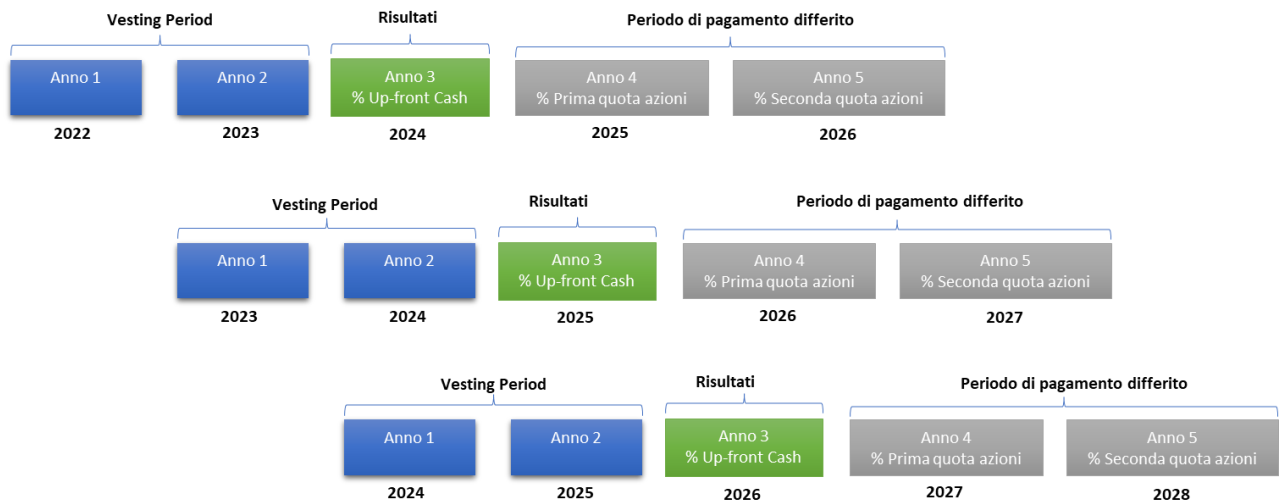 Vesting Period
Risultati
Periodo di pagamento differito
Anno 1
Anno 2
Anno 3
% Up-front Cash
Anno 4
% Prima quota azioni
Anno 5
% Seconda quota azioni
2022
2023
2024
2025
2026
Vesting Period
Risultati
Periodo di pagamento differito
Anno 1
Anno 2
Anno 3
% Up-front Cash
Anno 4
% Prima quota azioni
Anno 5
% Seconda quota azioni
2023
2024
2025
2026
2027
Vesting Period
Risultati
Periodo di pagamento differito
Anno 1
Anno 2
Anno 3
% Up-front Cash
Anno 4
% Prima quota azioni
Anno 5
% Seconda quota azioni
2024
2025
2026
2027
2028